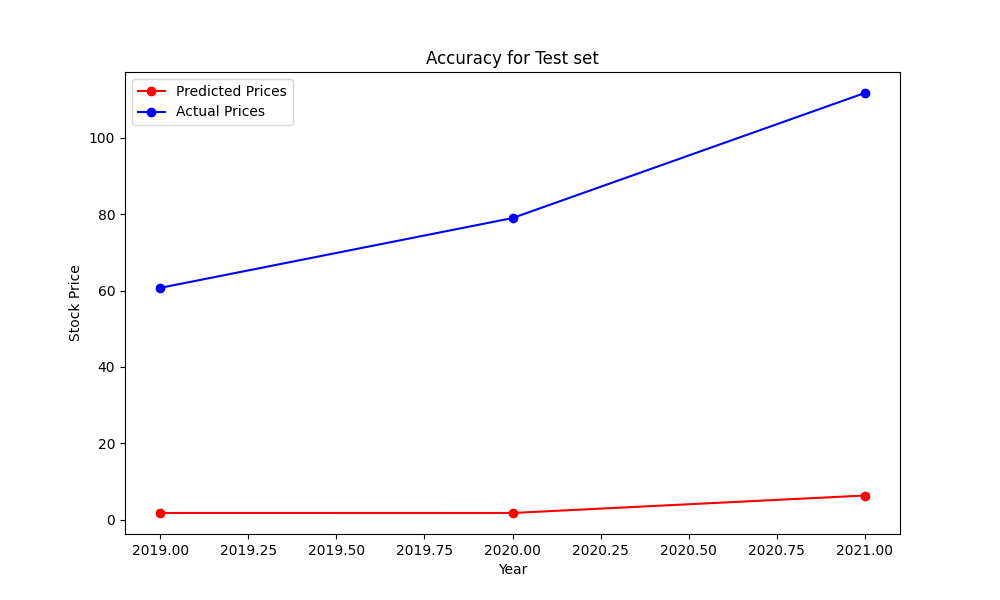 Accuracy for Test set
Predicted Prices
Actual Prices
100
80
60
40
20
0
Stock Price
2019.00 2019.25 2019.50 2019.75 2020.00 2020.25 2020.50 2020.75 2021.00
Year